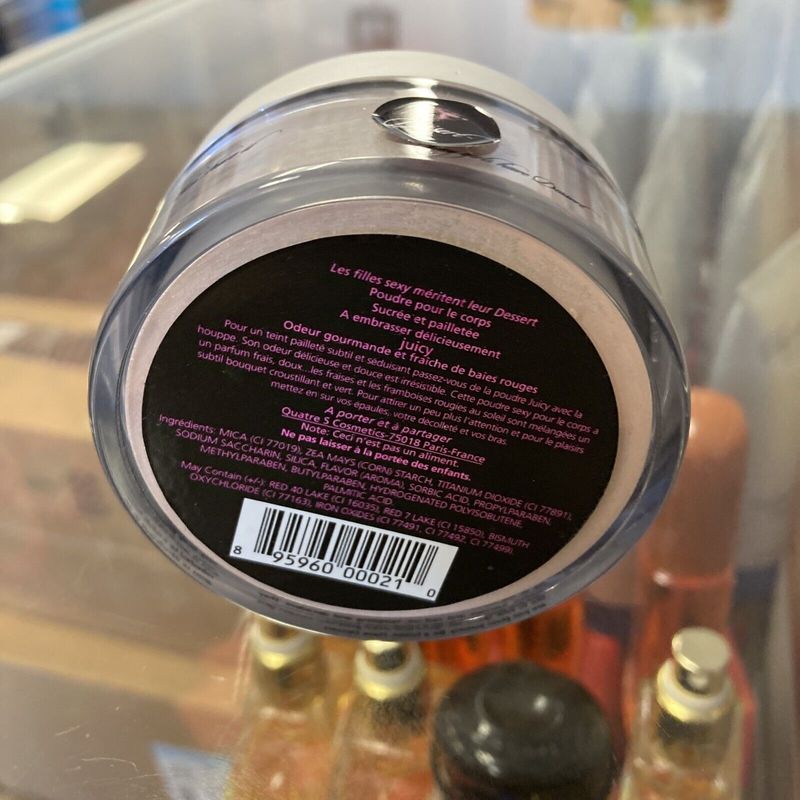 Dessert
Les filles sexy méritent leur Dessert
Poudre pour le corps
Sucrée et pailletée
A embrasser délicieusement
juicy
Odeur gourmande et fraîche de baies rouges
Pour un teint pailleté subtil et séduisant passez-vous de la poudre Juicy avec la
houppe. Son odeur délicieuse et douce est irrésistible. Cette poudre sexy pour le corps a
un parfum frais, doux...les fraises et les framboises rouges au soleil sont mélangées un
subtil bouquet croustillant et vert. Pour attirer un peu plus l'attention et pour le plaisirs
mettez en sur vos épaules, votre décolleté et vos bras.
A porter et à partager
Quatre S Cosmetics-75018 Paris-France
Note: Ceci n'est pas un aliment.
Ne pas laisser à la portée des enfants.
Ingrédients: MICA (CI 77019), ZEA MAYS (CORN) STARCH, TITANIUM DIOXIDE (CI 77891),
SODIUM SACCHARIN, SILICA, FLAVOR (AROMA), SORBIC ACID, PROPYLPARABEN,
METHYLPARABEN, BUTYLPARABEN, HYDROGENATED POLYISOBUTENE,
PALMITIC ACID
May Contain (+/-): RED 40 LAKE (CI 16035), RED 7 LAKE (CI 15850), BISMUTH
OXYCHLORIDE (CI 77163), IRON OXIDES (CI 77491, CI 77492, CI 77499).
8 95960 00021 0